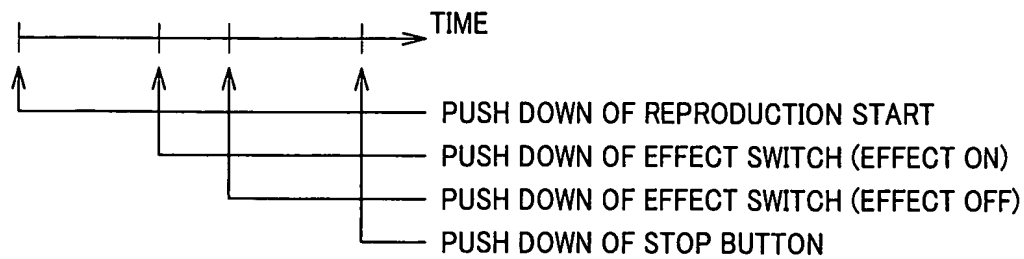 TIME
PUSH DOWN OF REPRODUCTION START
PUSH DOWN OF EFFECT SWITCH (EFFECT ON)
PUSH DOWN OF EFFECT SWITCH (EFFECT OFF)
PUSH DOWN OF STOP BUTTON